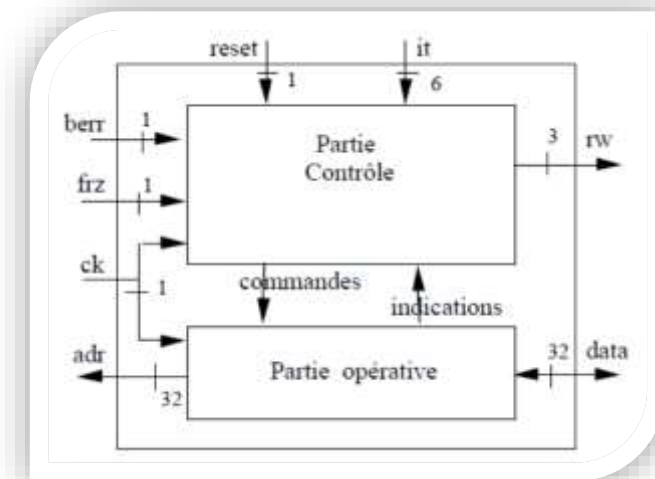 reset
it
1
6
berr
1
Partie
Contrôle
3
rw
frz
1
ck
1
commandes
indications
adr
32
Partie opérative
32
data